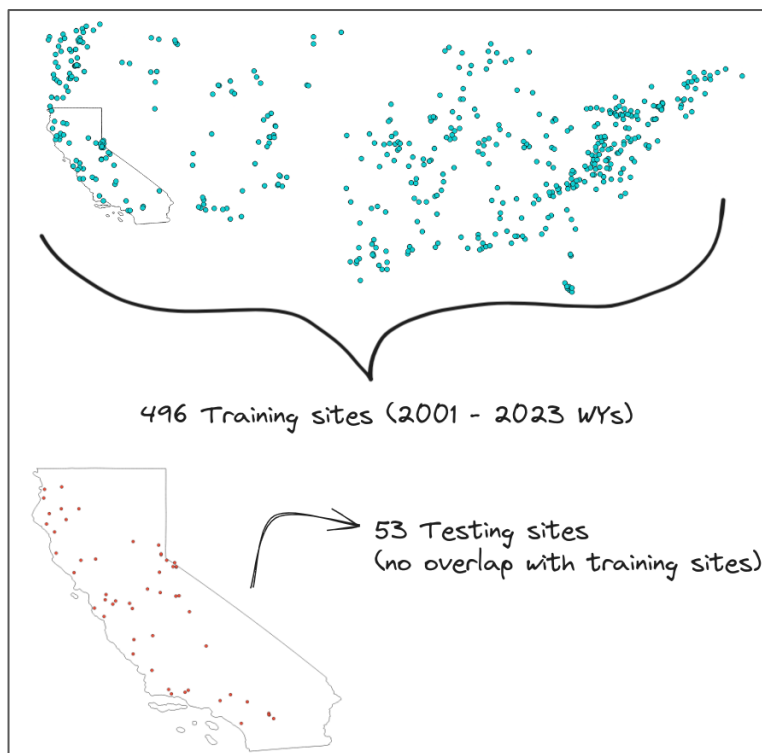 496 Training sites (2001 - 2023 WYs)
53 Testing sites
(no overlap with training sites)